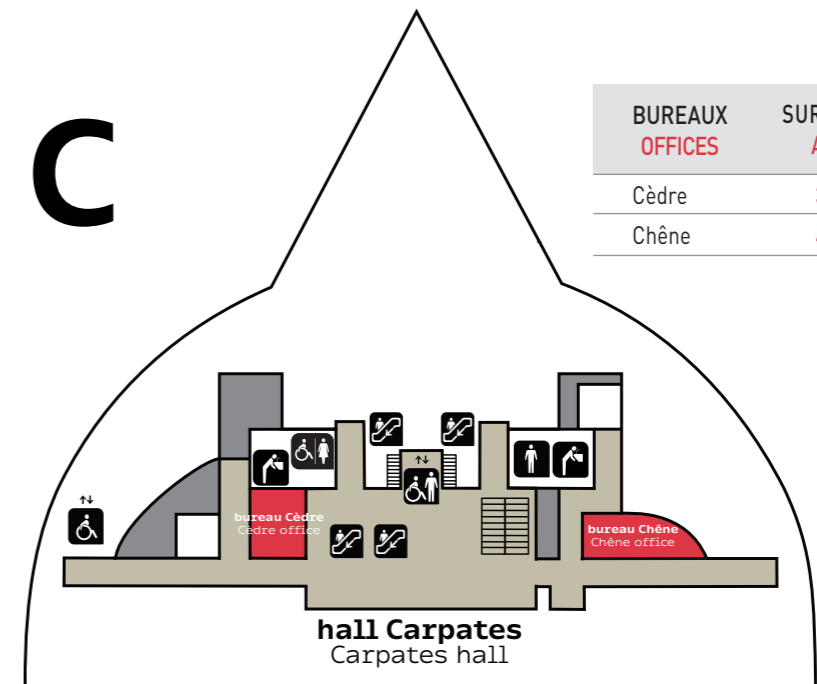 C
BUREAUX
OFFICES
Cèdre
Chêne
bureau Cèdre
Cèdre office
bureau Chêne
Chêne office
hall Carpates
Carpates hall